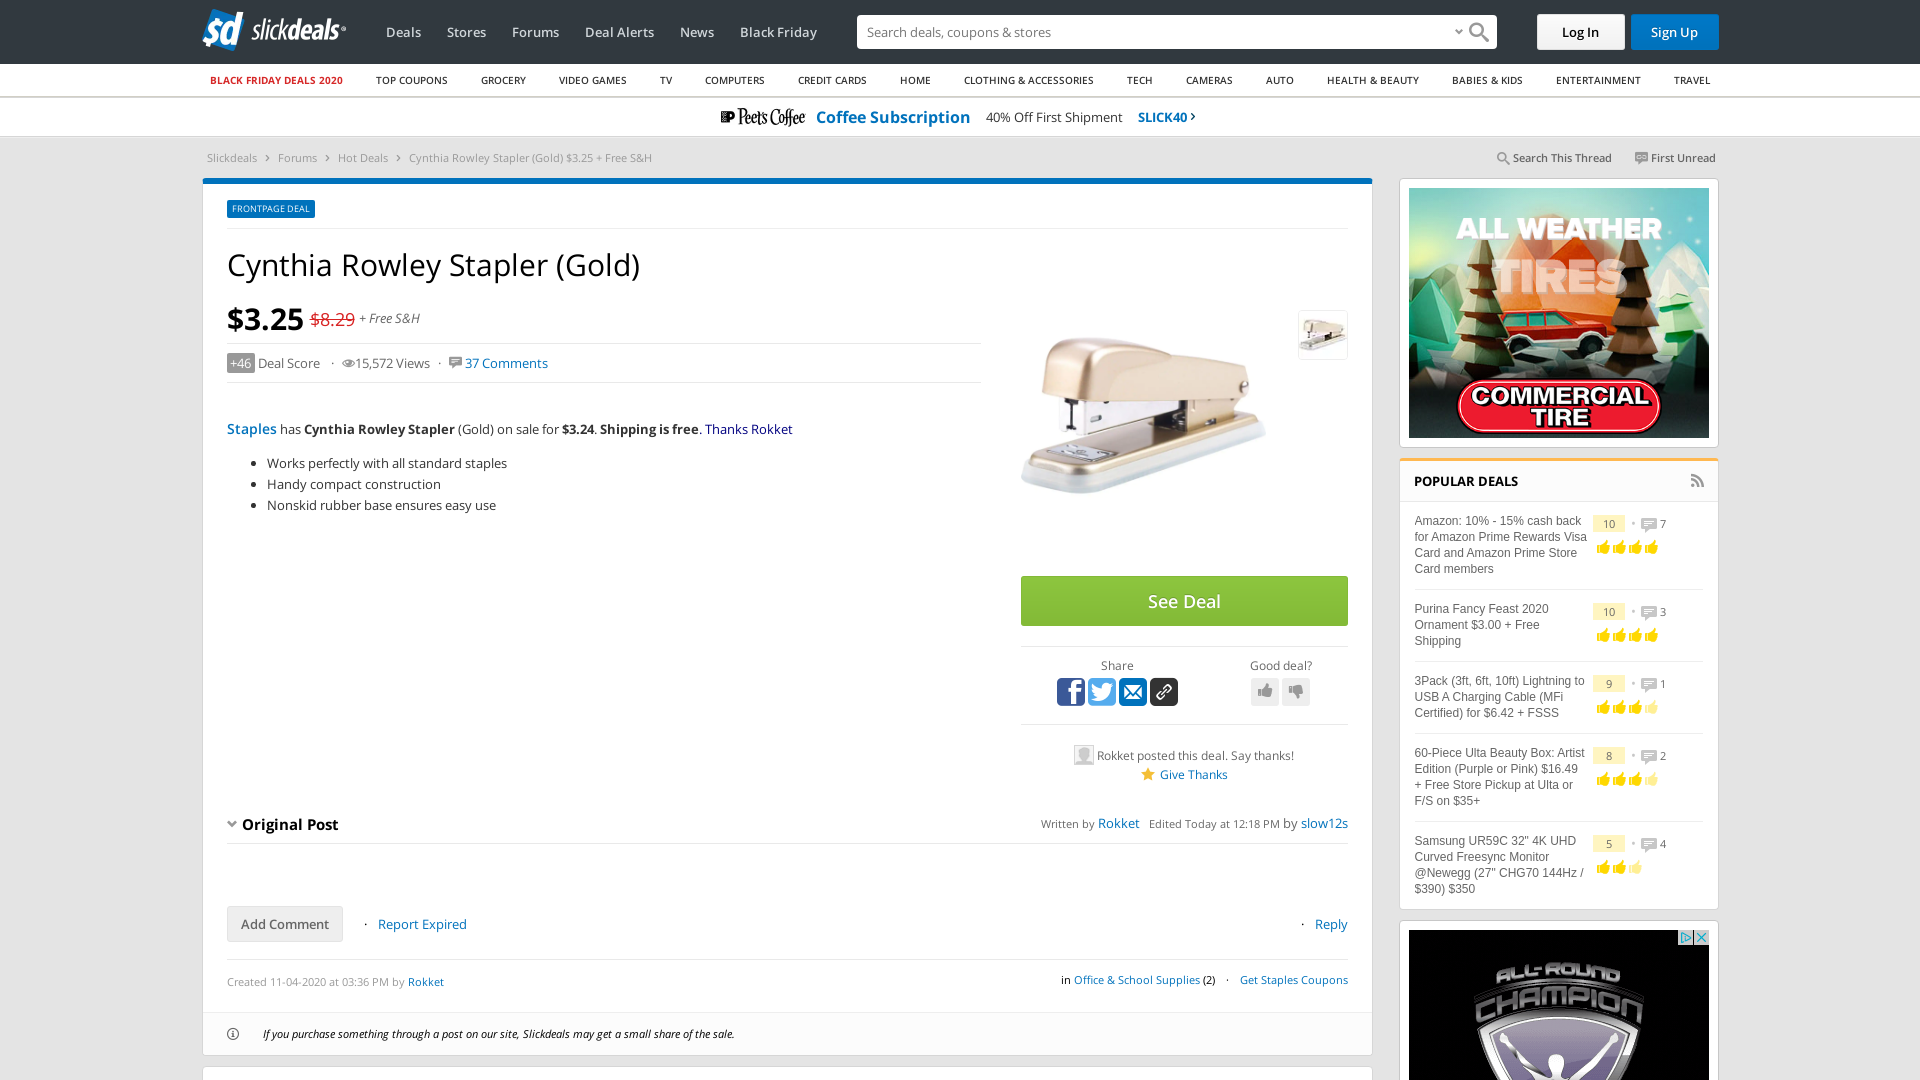 slickdeals
Deals
Stores
Forums
Deal Alerts
News
Black Friday
Search deals, coupons & stores
Log In
Sign Up
BLACK FRIDAY DEALS 2020
TOP COUPONS
GROCERY
VIDEO GAMES
TV
COMPUTERS
CREDIT CARDS
HOME
CLOTHING & ACCESSORIES
TECH
CAMERAS
AUTO
HEALTH & BEAUTY
BABIES & KIDS
ENTERTAINMENT
TRAVEL
Peet's Coffee Coffee Subscription 40% Off First Shipment SLICK40
Slickdeals > Forums > Hot Deals > Cynthia Rowley Stapler (Gold) $3.25 + Free S&H
Search This Thread
First Unread
FRONTPAGE DEAL
Cynthia Rowley Stapler (Gold)
$3.25 $8.29 + Free S&H
+46 Deal Score · 15,572 Views · 37 Comments
Staples has Cynthia Rowley Stapler (Gold) on sale for $3.24. Shipping is free. Thanks Rokket
• Works perfectly with all standard staples
• Handy compact construction
• Nonskid rubber base ensures easy use
See Deal
Share
Good deal?
Rokket posted this deal. Say thanks!
Give Thanks
Original Post
Written by Rokket Edited Today at 12:18 PM by slow12s
Add Comment · Report Expired
· Reply
Created 11-04-2020 at 03:36 PM by Rokket
in Office & School Supplies (2) · Get Staples Coupons
If you purchase something through a post on our site, Slickdeals may get a small share of the sale.
ALL WEATHER
TIRES
COMMERCIAL
TIRE
POPULAR DEALS
Amazon: 10% - 15% cash back
for Amazon Prime Rewards Visa
Card and Amazon Prime Store
Card members
10 • 7
Purina Fancy Feast 2020
Ornament $3.00 + Free
Shipping
10 • 3
3Pack (3ft, 6ft, 10ft) Lightning to
USB A Charging Cable (MFi
Certified) for $6.42 + FSSS
9 • 1
60-Piece Ulta Beauty Box: Artist
Edition (Purple or Pink) $16.49
+ Free Store Pickup at Ulta or
F/S on $35+
8 • 2
Samsung UR59C 32" 4K UHD
Curved Freesync Monitor
@Newegg (27" CHG70 144Hz /
$390) $350
5 • 4
ALL-ROUND
CHAMPION